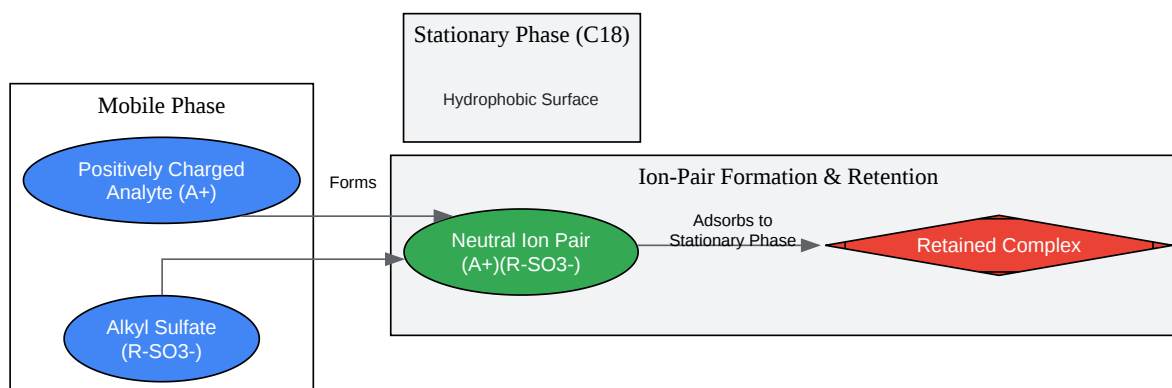 Stationary Phase (C18)
Hydrophobic Surface
Mobile Phase
Positively Charged
Analyte (A+)
Forms
Alkyl Sulfate
(R-SO3-)
Ion-Pair Formation & Retention
Neutral Ion Pair
(A+)(R-SO3-)
Adsorbs to
Stationary Phase
Retained Complex